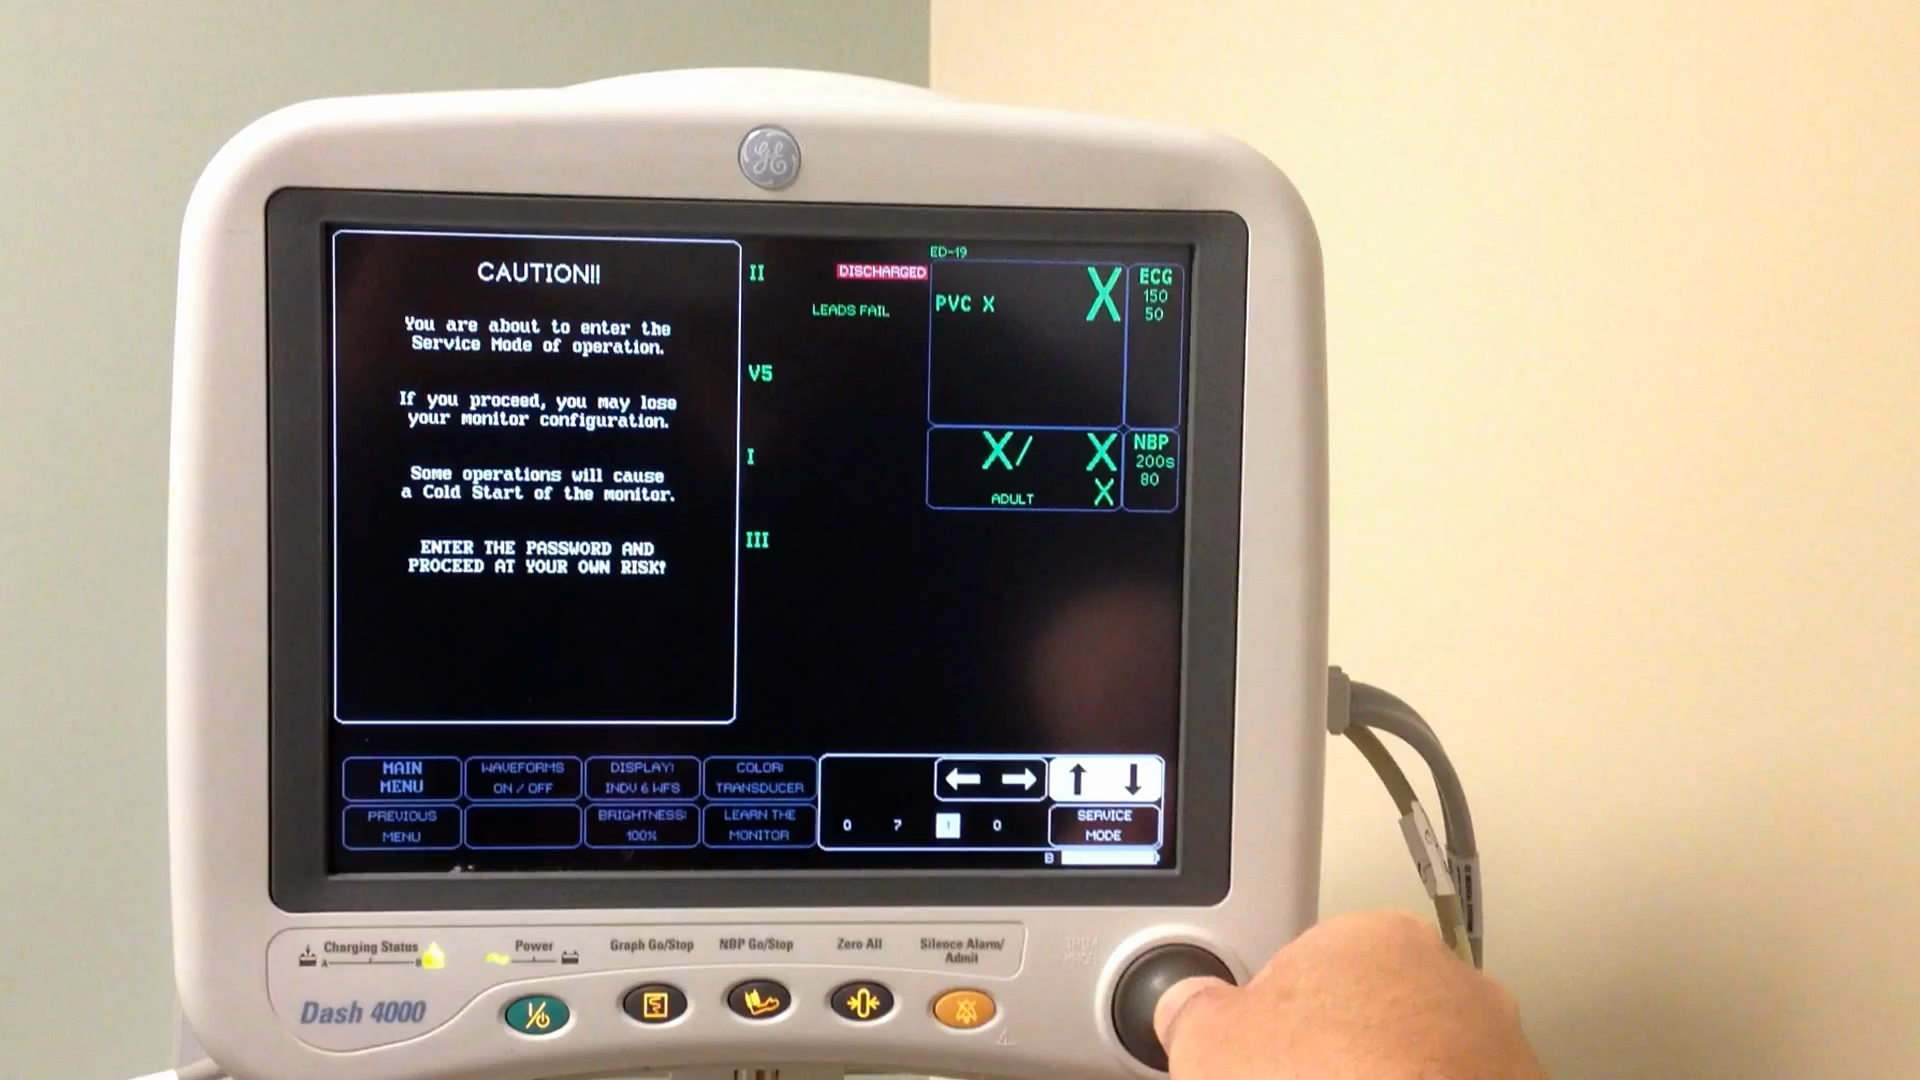 GE
CAUTION!!
You are about to enter the
Service Mode of operation.
If you proceed, you may lose
your monitor configuration.
Some operations will cause
a Cold Start of the monitor.
ENTER THE PASSWORD AND
PROCEED AT YOUR OWN RISK!
II
DISCHARGED
LEADS FAIL
V5
I
III
ED-19
PVC X
X
ECG
150
50
X/ X
ADULT X
NBP
200s
80
MAIN
MENU
WAVEFORMS
ON / OFF
DISPLAY:
INDV 6 WFS
COLOR:
TRANSDUCER
PREVIOUS
MENU
BRIGHTNESS:
100%
LEARN THE
MONITOR
0 7 1 0
SERVICE
MODE
B
Charging Status
A B
Power
Graph Go/Stop
NBP Go/Stop
Zero All
Silence Alarm/
Admit
Dash 4000